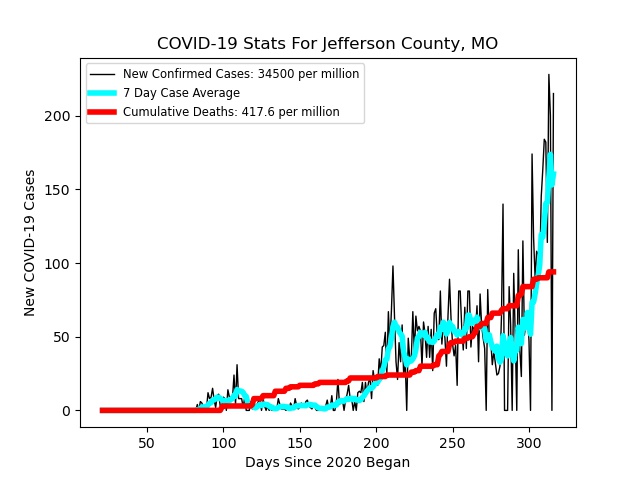 COVID-19 Stats For Jefferson County, MO
New Confirmed Cases: 34500 per million
7 Day Case Average
Cumulative Deaths: 417.6 per million
New COVID-19 Cases
200
150
100
50
0
50 100 150 200 250 300
Days Since 2020 Began